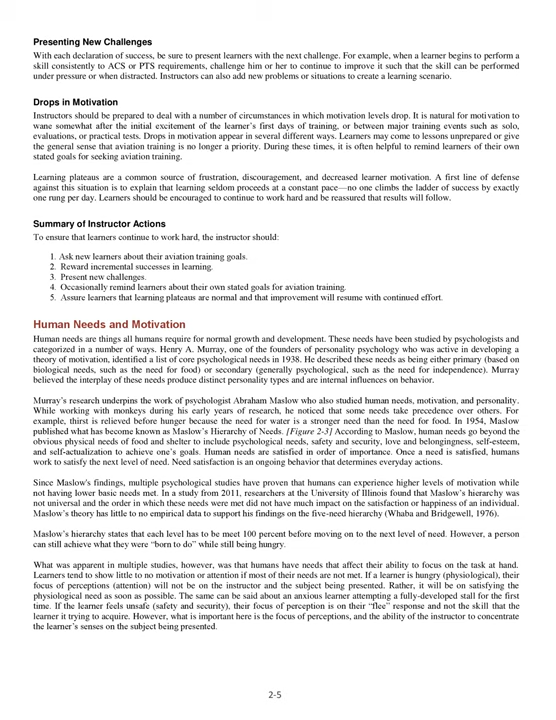 Presenting New Challenges
With each declaration of success, be sure to present learners with the next challenge. For example, when a learner begins to perform a
skill consistently to ACS or PTS requirements, challenge him or her to continue to improve it such that the skill can be performed
under pressure or when distracted. Instructors can also add new problems or situations to create a learning scenario.
Drops in Motivation
Instructors should be prepared to deal with a number of circumstances in which motivation levels drop. It is natural for motivation to
wane somewhat after the initial excitement of the learner's first days of training, or between major training events such as solo,
evaluations, or practical tests. Drops in motivation appear in several different ways. Learners may come to lessons unprepared or give
the general sense that aviation training is no longer a priority. During these times, it is often helpful to remind learners of their own
stated goals for seeking aviation training.
Learning plateaus are a common source of frustration, discouragement, and decreased learner motivation. A first line of defense
against this situation is to explain that learning seldom proceeds at a constant pace—no one climbs the ladder of success by exactly
one rung per day. Learners should be encouraged to continue to work hard and be reassured that results will follow.
Summary of Instructor Actions
To ensure that learners continue to work hard, the instructor should:
1. Ask new learners about their aviation training goals.
2. Reward incremental successes in learning.
3. Present new challenges.
4. Occasionally remind learners about their own stated goals for aviation training.
5. Assure learners that learning plateaus are normal and that improvement will resume with continued effort.
Human Needs and Motivation
Human needs are things all humans require for normal growth and development. These needs have been studied by psychologists and
categorized in a number of ways. Henry A. Murray, one of the founders of personality psychology who was active in developing a
theory of motivation, identified a list of core psychological needs in 1938. He described these needs as being either primary (based on
biological needs, such as the need for food) or secondary (generally psychological, such as the need for independence). Murray
believed the interplay of these needs produce distinct personality types and are internal influences on behavior.
Murray's research underpins the work of psychologist Abraham Maslow who also studied human needs, motivation, and personality.
While working with monkeys during his early years of research, he noticed that some needs take precedence over others. For
example, thirst is relieved before hunger because the need for water is a stronger need than the need for food. In 1954, Maslow
published what has become known as Maslow's Hierarchy of Needs. [Figure 2-3] According to Maslow, human needs go beyond the
obvious physical needs of food and shelter to include psychological needs, safety and security, love and belongingness, self-esteem,
and self-actualization to achieve one's goals. Human needs are satisfied in order of importance. Once a need is satisfied, humans
work to satisfy the next level of need. Need satisfaction is an ongoing behavior that determines everyday actions.
Since Maslow's findings, multiple psychological studies have proven that humans can experience higher levels of motivation while
not having lower basic needs met. In a study from 2011, researchers at the University of Illinois found that Maslow's hierarchy was
not universal and the order in which these needs were met did not have much impact on the satisfaction or happiness of an individual.
Maslow's theory has little to no empirical data to support his findings on the five-need hierarchy (Whaba and Bridgewell, 1976).
Maslow's hierarchy states that each level has to be meet 100 percent before moving on to the next level of need. However, a person
can still achieve what they were "born to do" while still being hungry.
What was apparent in multiple studies, however, was that humans have needs that affect their ability to focus on the task at hand.
Learners tend to show little to no motivation or attention if most of their needs are not met. If a learner is hungry (physiological), their
focus of perceptions (attention) will not be on the instructor and the subject being presented. Rather, it will be on satisfying the
physiological need as soon as possible. The same can be said about an anxious learner attempting a fully-developed stall for the first
time. If the learner feels unsafe (safety and security), their focus of perception is on their "flee" response and not the skill that the
learner it trying to acquire. However, what is important here is the focus of perceptions, and the ability of the instructor to concentrate
the learner's senses on the subject being presented.
2-5